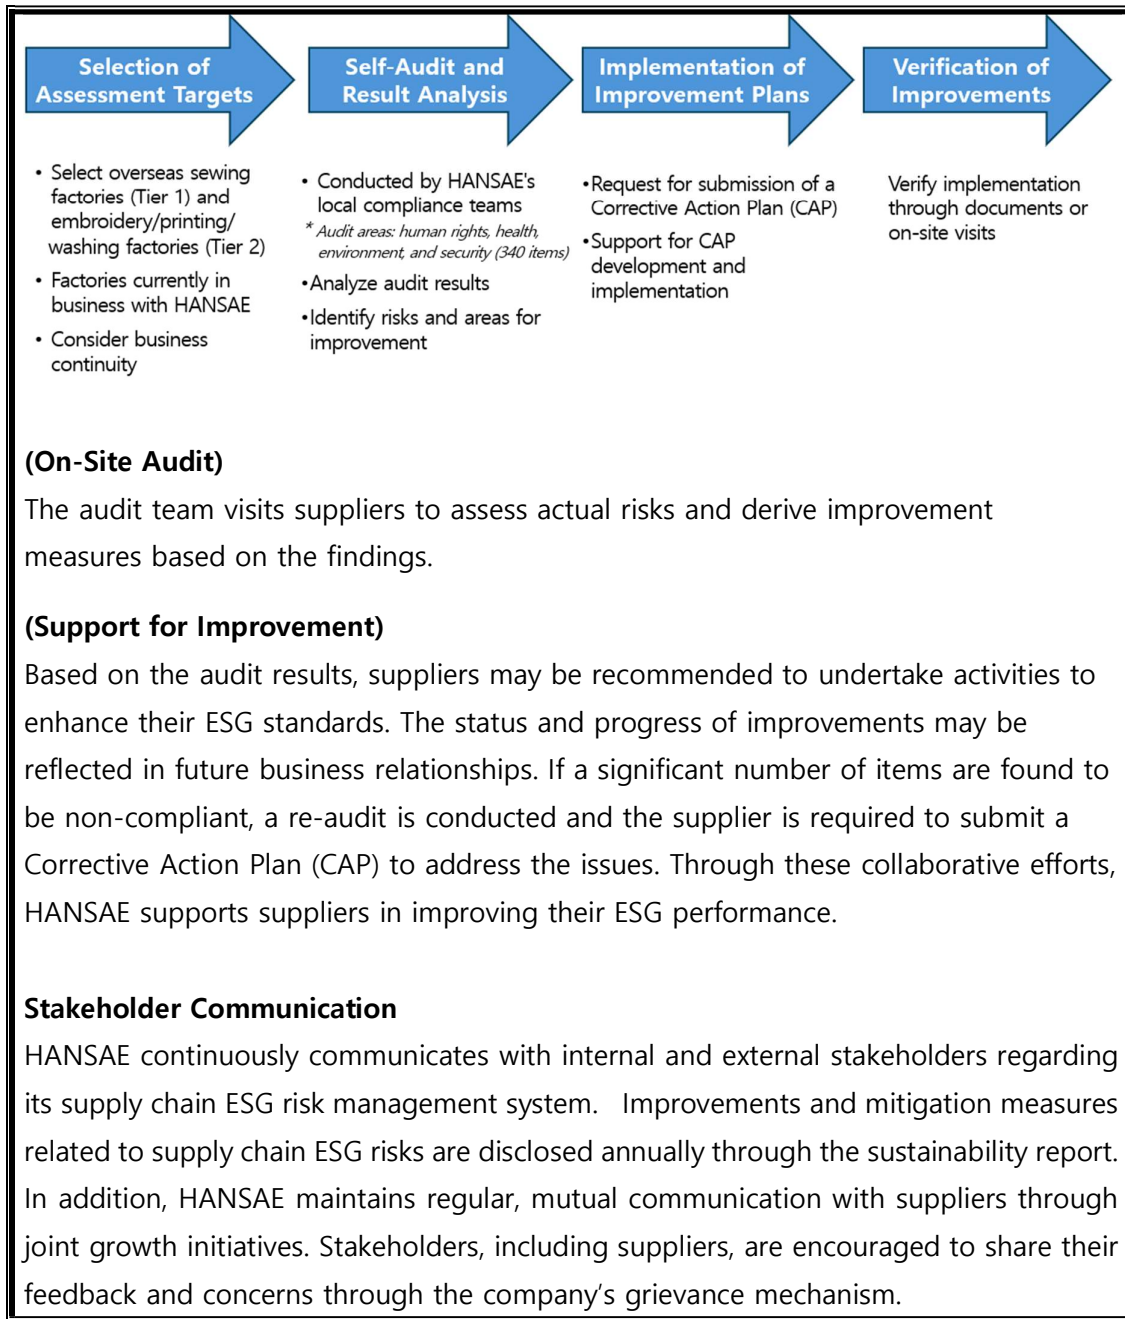 Selection of
Assessment Targets
Self-Audit and
Result Analysis
Implementation of
Improvement Plans
Verification of
Improvements
• Select overseas sewing
factories (Tier 1) and
embroidery/printing/
washing factories (Tier 2)
• Factories currently in
business with HANSAE
• Consider business
continuity
• Conducted by HANSAE's
local compliance teams
* Audit areas: human rights, health,
environment, and security (340 items)
•Analyze audit results
•Identify risks and areas for
improvement
•Request for submission of a
Corrective Action Plan (CAP)
•Support for CAP
development and
implementation
Verify implementation
through documents or
on-site visits
(On-Site Audit)
The audit team visits suppliers to assess actual risks and derive improvement
measures based on the findings.
(Support for Improvement)
Based on the audit results, suppliers may be recommended to undertake activities to
enhance their ESG standards. The status and progress of improvements may be
reflected in future business relationships. If a significant number of items are found to
be non-compliant, a re-audit is conducted and the supplier is required to submit a
Corrective Action Plan (CAP) to address the issues. Through these collaborative efforts,
HANSAE supports suppliers in improving their ESG performance.
Stakeholder Communication
HANSAE continuously communicates with internal and external stakeholders regarding
its supply chain ESG risk management system. Improvements and mitigation measures
related to supply chain ESG risks are disclosed annually through the sustainability report.
In addition, HANSAE maintains regular, mutual communication with suppliers through
joint growth initiatives. Stakeholders, including suppliers, are encouraged to share their
feedback and concerns through the company's grievance mechanism.